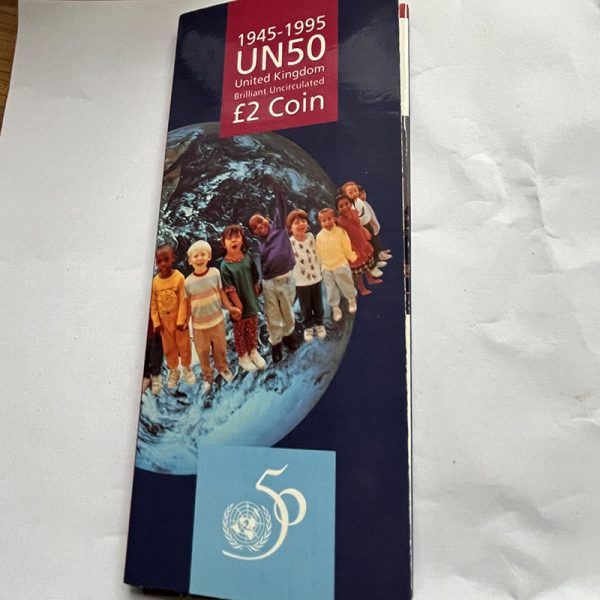 1945-1995
UN50
United Kingdom
Brilliant Uncirculated
£2 Coin
50